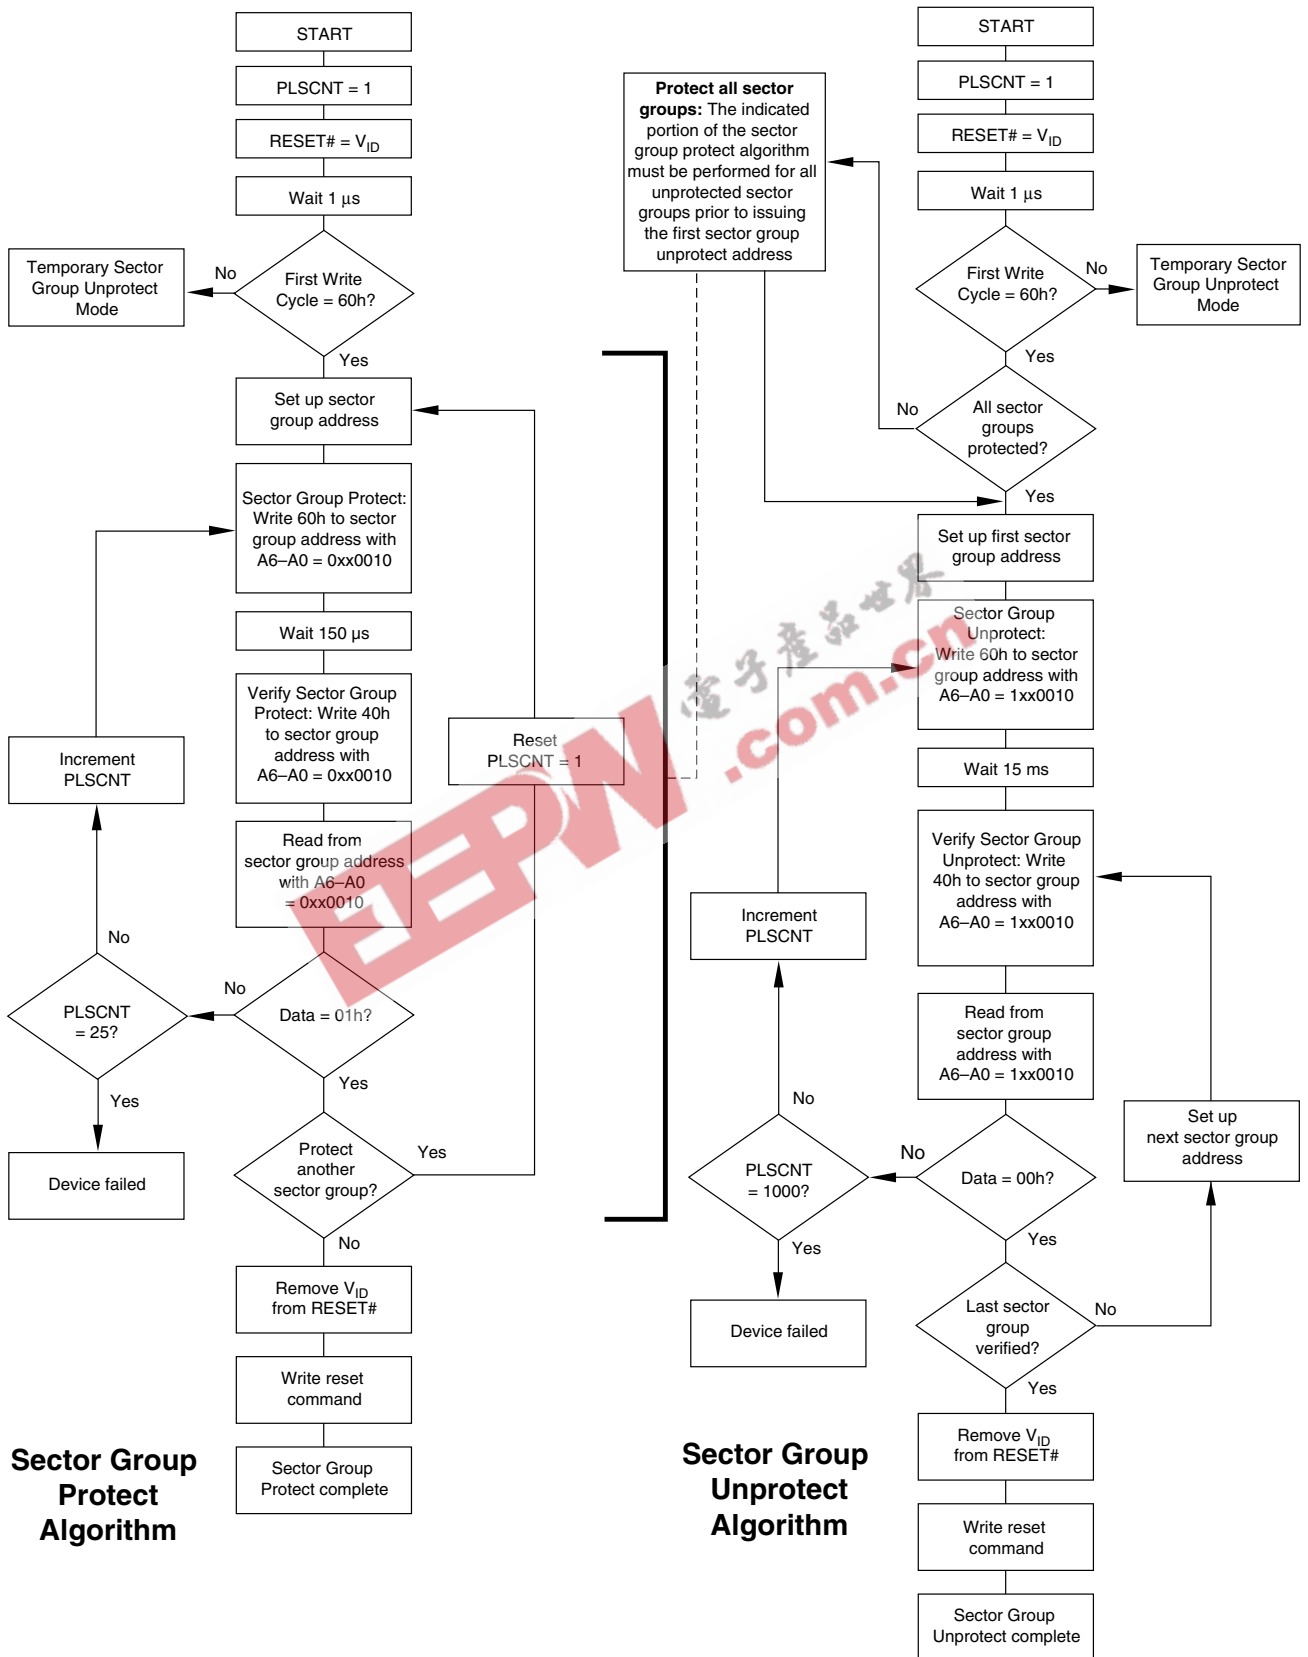 START
PLSCNT = 1
RESET# = VID
Wait 1 μs
First Write
Cycle = 60h?
No
Temporary Sector
Group Unprotect
Mode
Yes
Set up sector
group address
Sector Group Protect:
Write 60h to sector
group address with
A6–A0 = 0xx0010
Wait 150 μs
Verify Sector Group
Protect: Write 40h
to sector group
address with
A6–A0 = 0xx0010
Read from
sector group address
with A6–A0
= 0xx0010
Data = 01h?
No
PLSCNT
= 25?
No
Increment
PLSCNT
Yes
Device failed
Yes
Protect
another
sector group?
Yes
Reset
PLSCNT = 1
No
Remove VID
from RESET#
Write reset
command
Sector Group
Protect complete
Sector Group
Protect
Algorithm
Protect all sector
groups: The indicated
portion of the sector
group protect algorithm
must be performed for all
unprotected sector
groups prior to issuing
the first sector group
unprotect address
START
PLSCNT = 1
RESET# = VID
Wait 1 μs
First Write
Cycle = 60h?
No
Temporary Sector
Group Unprotect
Mode
Yes
All sector
groups
protected?
No
Yes
Set up first sector
group address
Sector Group
Unprotect:
Write 60h to sector
group address with
A6–A0 = 1xx0010
Wait 15 ms
Verify Sector Group
Unprotect: Write
40h to sector group
address with
A6–A0 = 1xx0010
Read from
sector group
address with
A6–A0 = 1xx0010
Data = 00h?
No
PLSCNT
= 1000?
No
Increment
PLSCNT
Yes
Device failed
Yes
Last sector
group
verified?
No
Set up
next sector group
address
Yes
Remove VID
from RESET#
Write reset
command
Sector Group
Unprotect complete
Sector Group
Unprotect
Algorithm
EEPW
.com.cn
電子產品世界